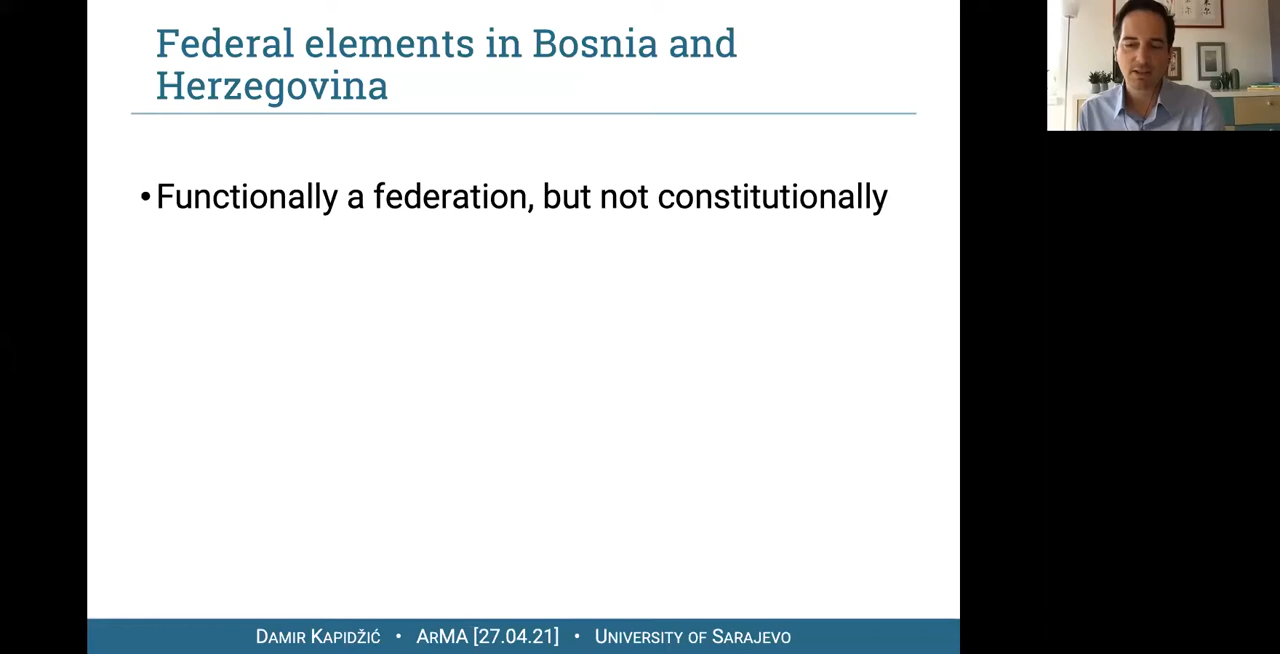 Federal elements in Bosnia and
Herzegovina
•Functionally a federation, but not constitutionally
DAMIR KAPIDŽIĆ • ARMA [27.04.21] • UNIVERSITY OF SARAJEVO